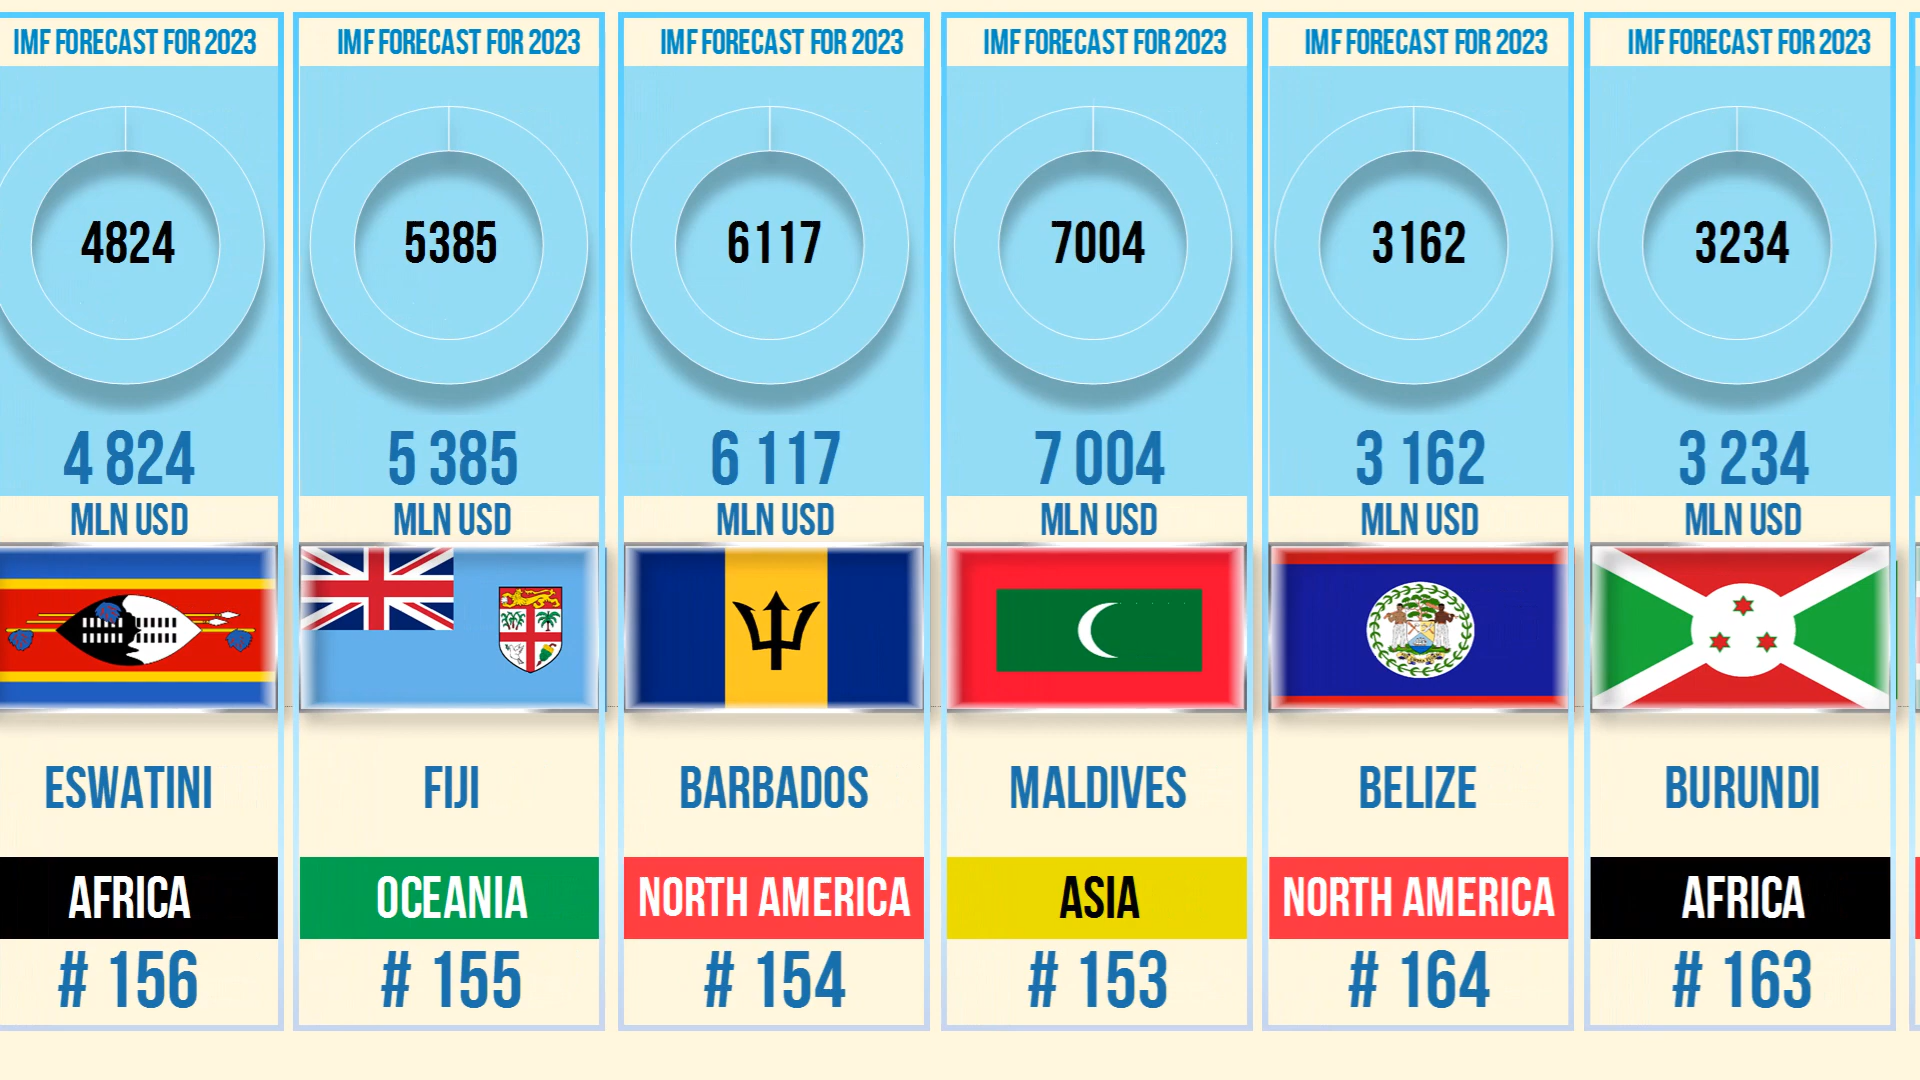 IMF FORECAST FOR 2023
4824
4 824
MLN USD
ESWATINI
AFRICA
# 156
IMF FORECAST FOR 2023
5385
5 385
MLN USD
FIJI
OCEANIA
# 155
IMF FORECAST FOR 2023
6117
6 117
MLN USD
BARBADOS
NORTH AMERICA
# 154
IMF FORECAST FOR 2023
7004
7 004
MLN USD
MALDIVES
ASIA
# 153
IMF FORECAST FOR 2023
3162
3 162
MLN USD
BELIZE
NORTH AMERICA
# 164
IMF FORECAST FOR 2023
3234
3 234
MLN USD
BURUNDI
AFRICA
# 163